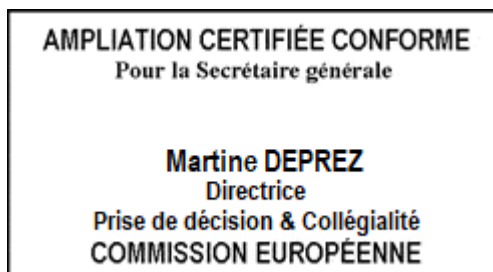 AMPLIATION CERTIFIÉE CONFORME
Pour la Secrétaire générale
Martine DEPREZ
Directrice
Prise de décision & Collégialité
COMMISSION EUROPÉENNE